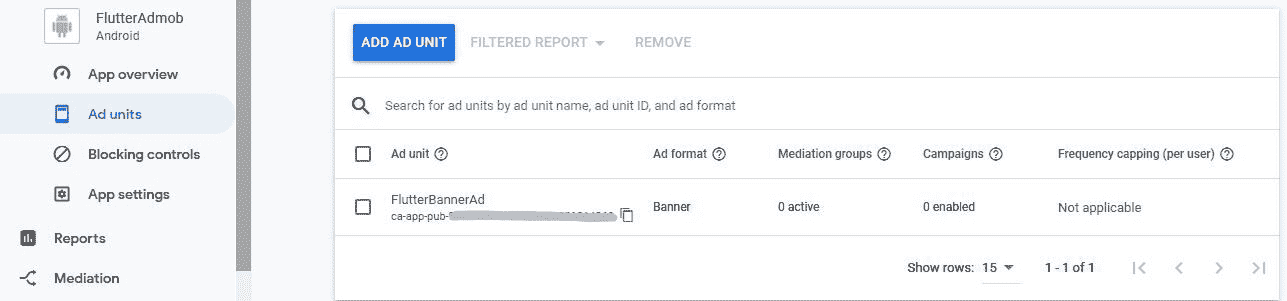 FlutterAdmob
Android
App overview
Ad units
Blocking controls
App settings
Reports
Mediation
ADD AD UNIT FILTERED REPORT REMOVE
Search for ad units by ad unit name, ad unit ID, and ad format
Ad unit Ad format Mediation groups Campaigns Frequency capping (per user)
FlutterBannerAd
ca-app-pub-
Banner 0 active 0 enabled Not applicable
Show rows: 15 1 - 1 of 1